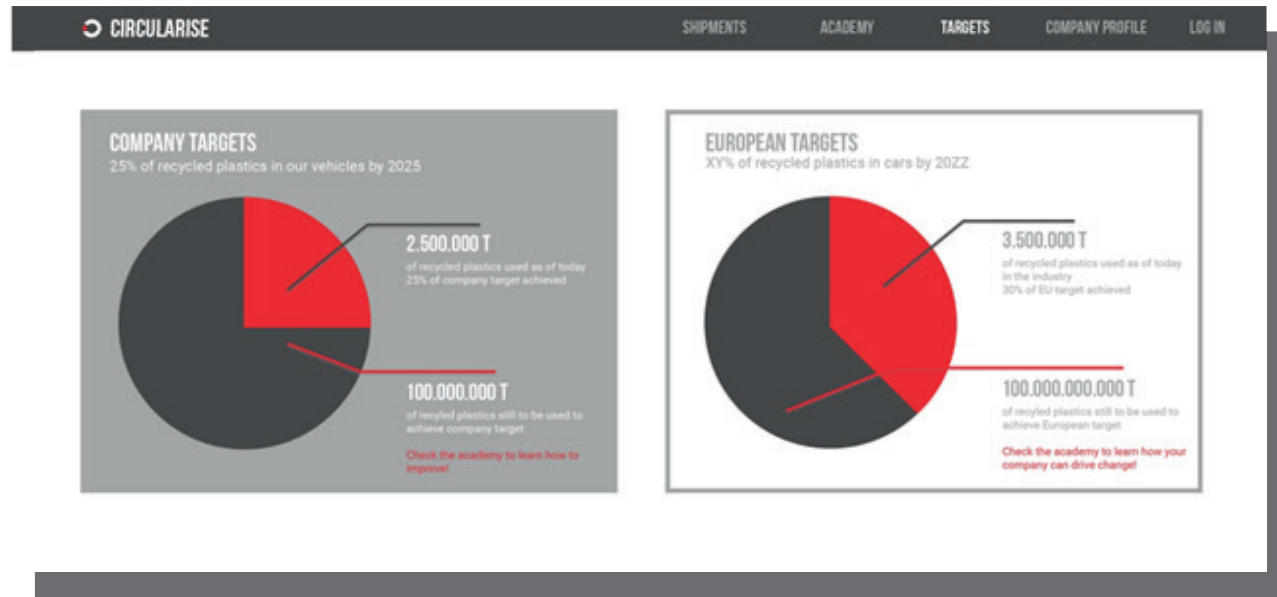 CIRCULARISE
SHIPMENTS
ACADEMY
TARGETS
COMPANY PROFILE
LOG IN
COMPANY TARGETS
25% of recycled plastics in our vehicles by 2025
2.500.000 T
of recycled plastics used as of today
25% of company target achieved
100.000.000 T
of recyled plastics still to be used to
achieve company target
Check the academy to learn how to
improve!
EUROPEAN TARGETS
XY% of recycled plastics in cars by 20ZZ
3.500.000 T
of recycled plastics used as of today
in the industry
30% of EU target achieved
100.000.000.000 T
of recyled plastics still to be used to
achieve European target
Check the academy to learn how your
company can drive change!